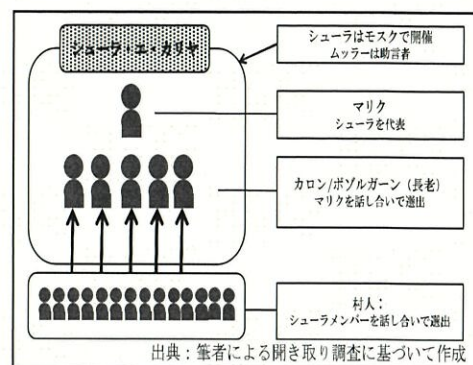 シューラ・エ・カリヤ
シューラはモスクで開催
ムッラーは助言者
マリク
シューラを代表
カロン/ボゾルガーン（長老）
マリクを話し合いで選出
村人：
シューラメンバーを話し合いで選出
出典：筆者による聞き取り調査に基づいて作成